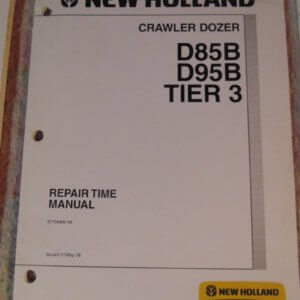 NEW HOLLAND
CRAWLER DOZER
D85B
D95B
TIER 3
REPAIR TIME
MANUAL
NEW HOLLAND